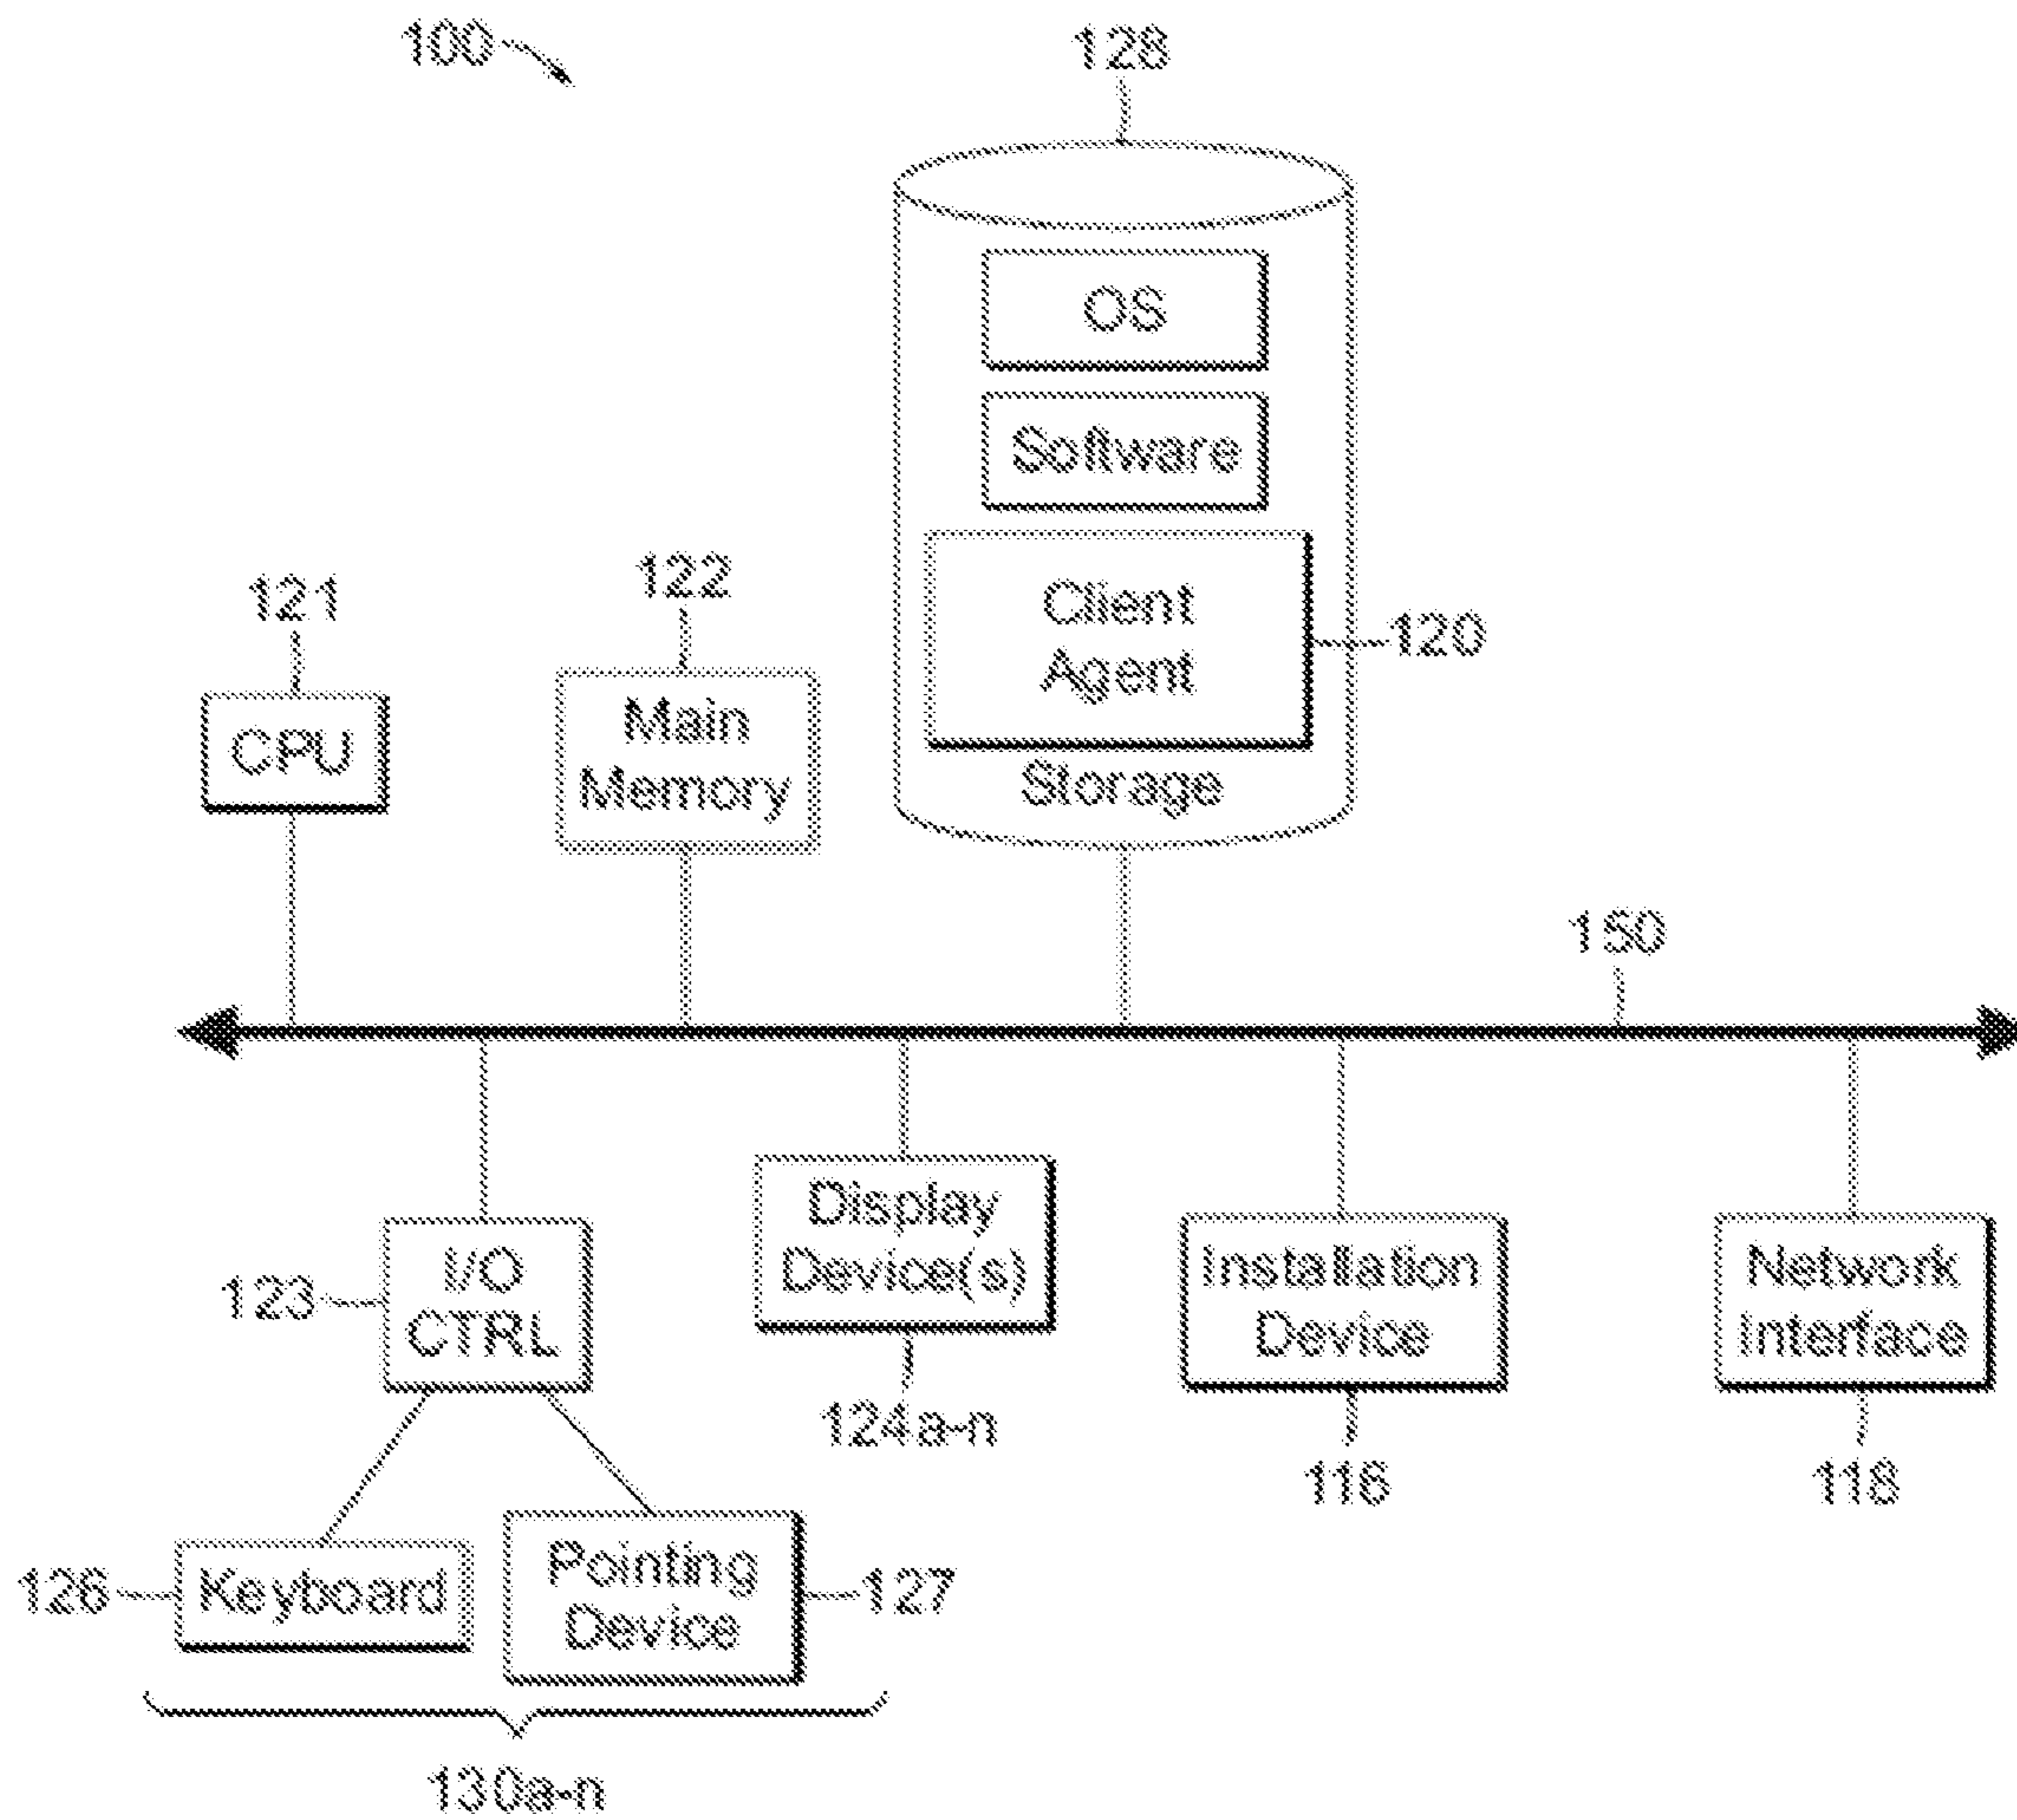 100
128
OS
Software
Client
Agent
120
Storage
121
CPU
122
Main
Memory
150
I/O
CTRL
123
Display
Device(s)
124a-n
Installation
Device
116
Network
Interface
118
126
Keyboard
Pointing
Device
127
130a-n